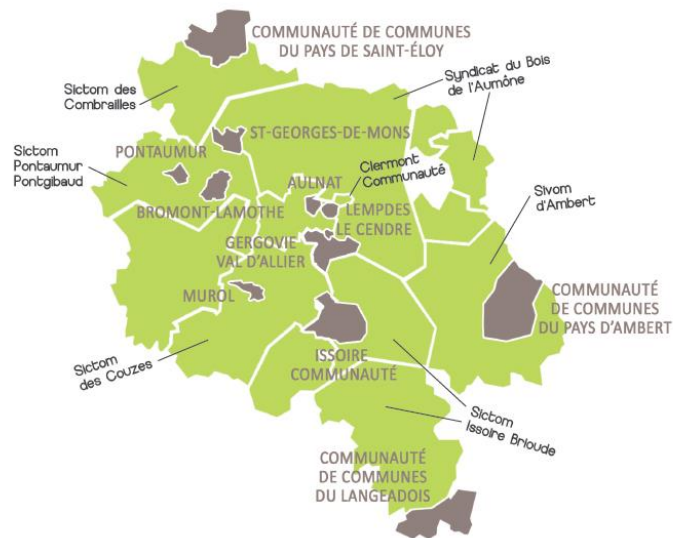 COMMUNAUTÉ DE COMMUNES
DU PAYS DE SAINT-ÉLOY
Sictom des
Combrailles
Syndicat du Bois
de l'Aumône
ST-GEORGES-DE-MONS
Sictom
Pontaumur
Pontgibaud
PONTAUMUR
Clermont
Communauté
AULNAT
Sivom
d'Ambert
BROMONT-LAMOTHE
LEMPDES
LE CENDRE
GERGOVIE
VAL D'ALLIER
MUROL
COMMUNAUTÉ
DE COMMUNES
DU PAYS D'AMBERT
Sictom
des Couzes
ISSOIRE
COMMUNAUTÉ
Sictom
Issoire Brioude
COMMUNAUTÉ
DE COMMUNES
DU LANGEADOIS